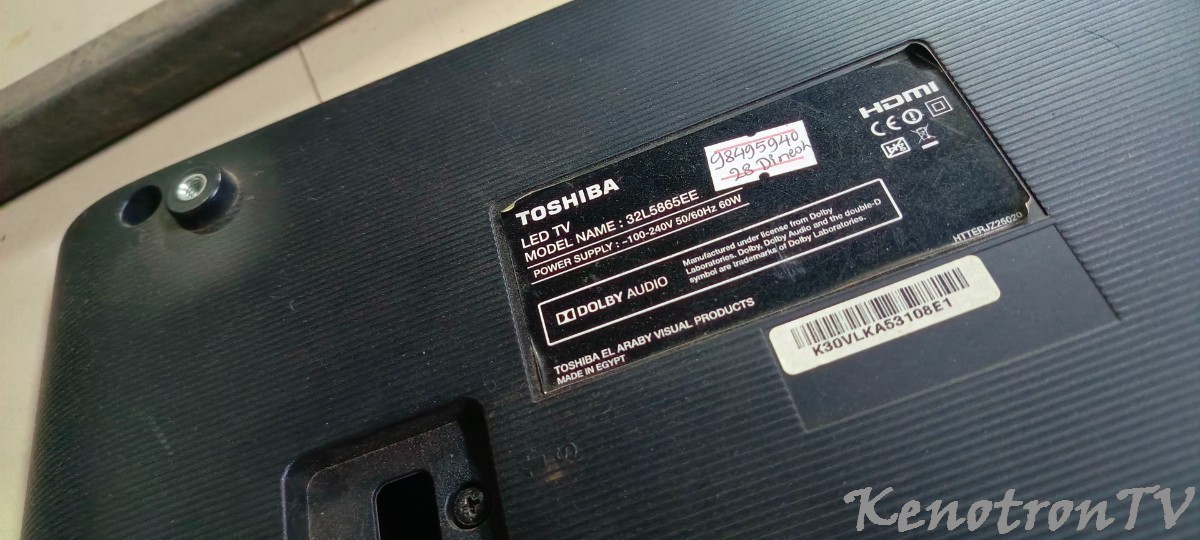 HDMI
98495940
28 Dinesh
TOSHIBA
LED TV
MODEL NAME : 32L5865EE
POWER SUPPLY : ~100-240V 50/60Hz 60W
DOLBY AUDIO
Manufactured under license from Dolby
Laboratories. Dolby, Dolby Audio and the double-D
symbol are trademarks of Dolby Laboratories.
HTTERJZ26020
TOSHIBA EL ARABY VISUAL PRODUCTS
MADE IN EGYPT
K30VLKA53108E1
KenotronTV